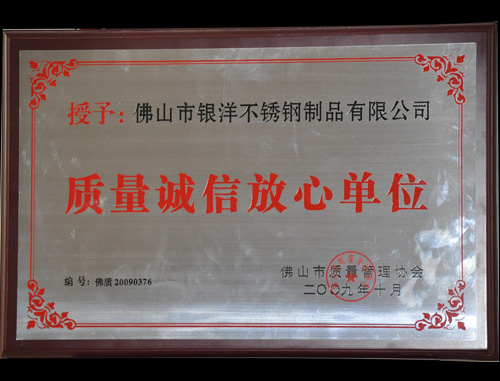 授予：佛山市银洋不锈钢制品有限公司
质量诚信放心单位
佛山市质量管理协会
编号：佛质20090376
二〇〇九年十月